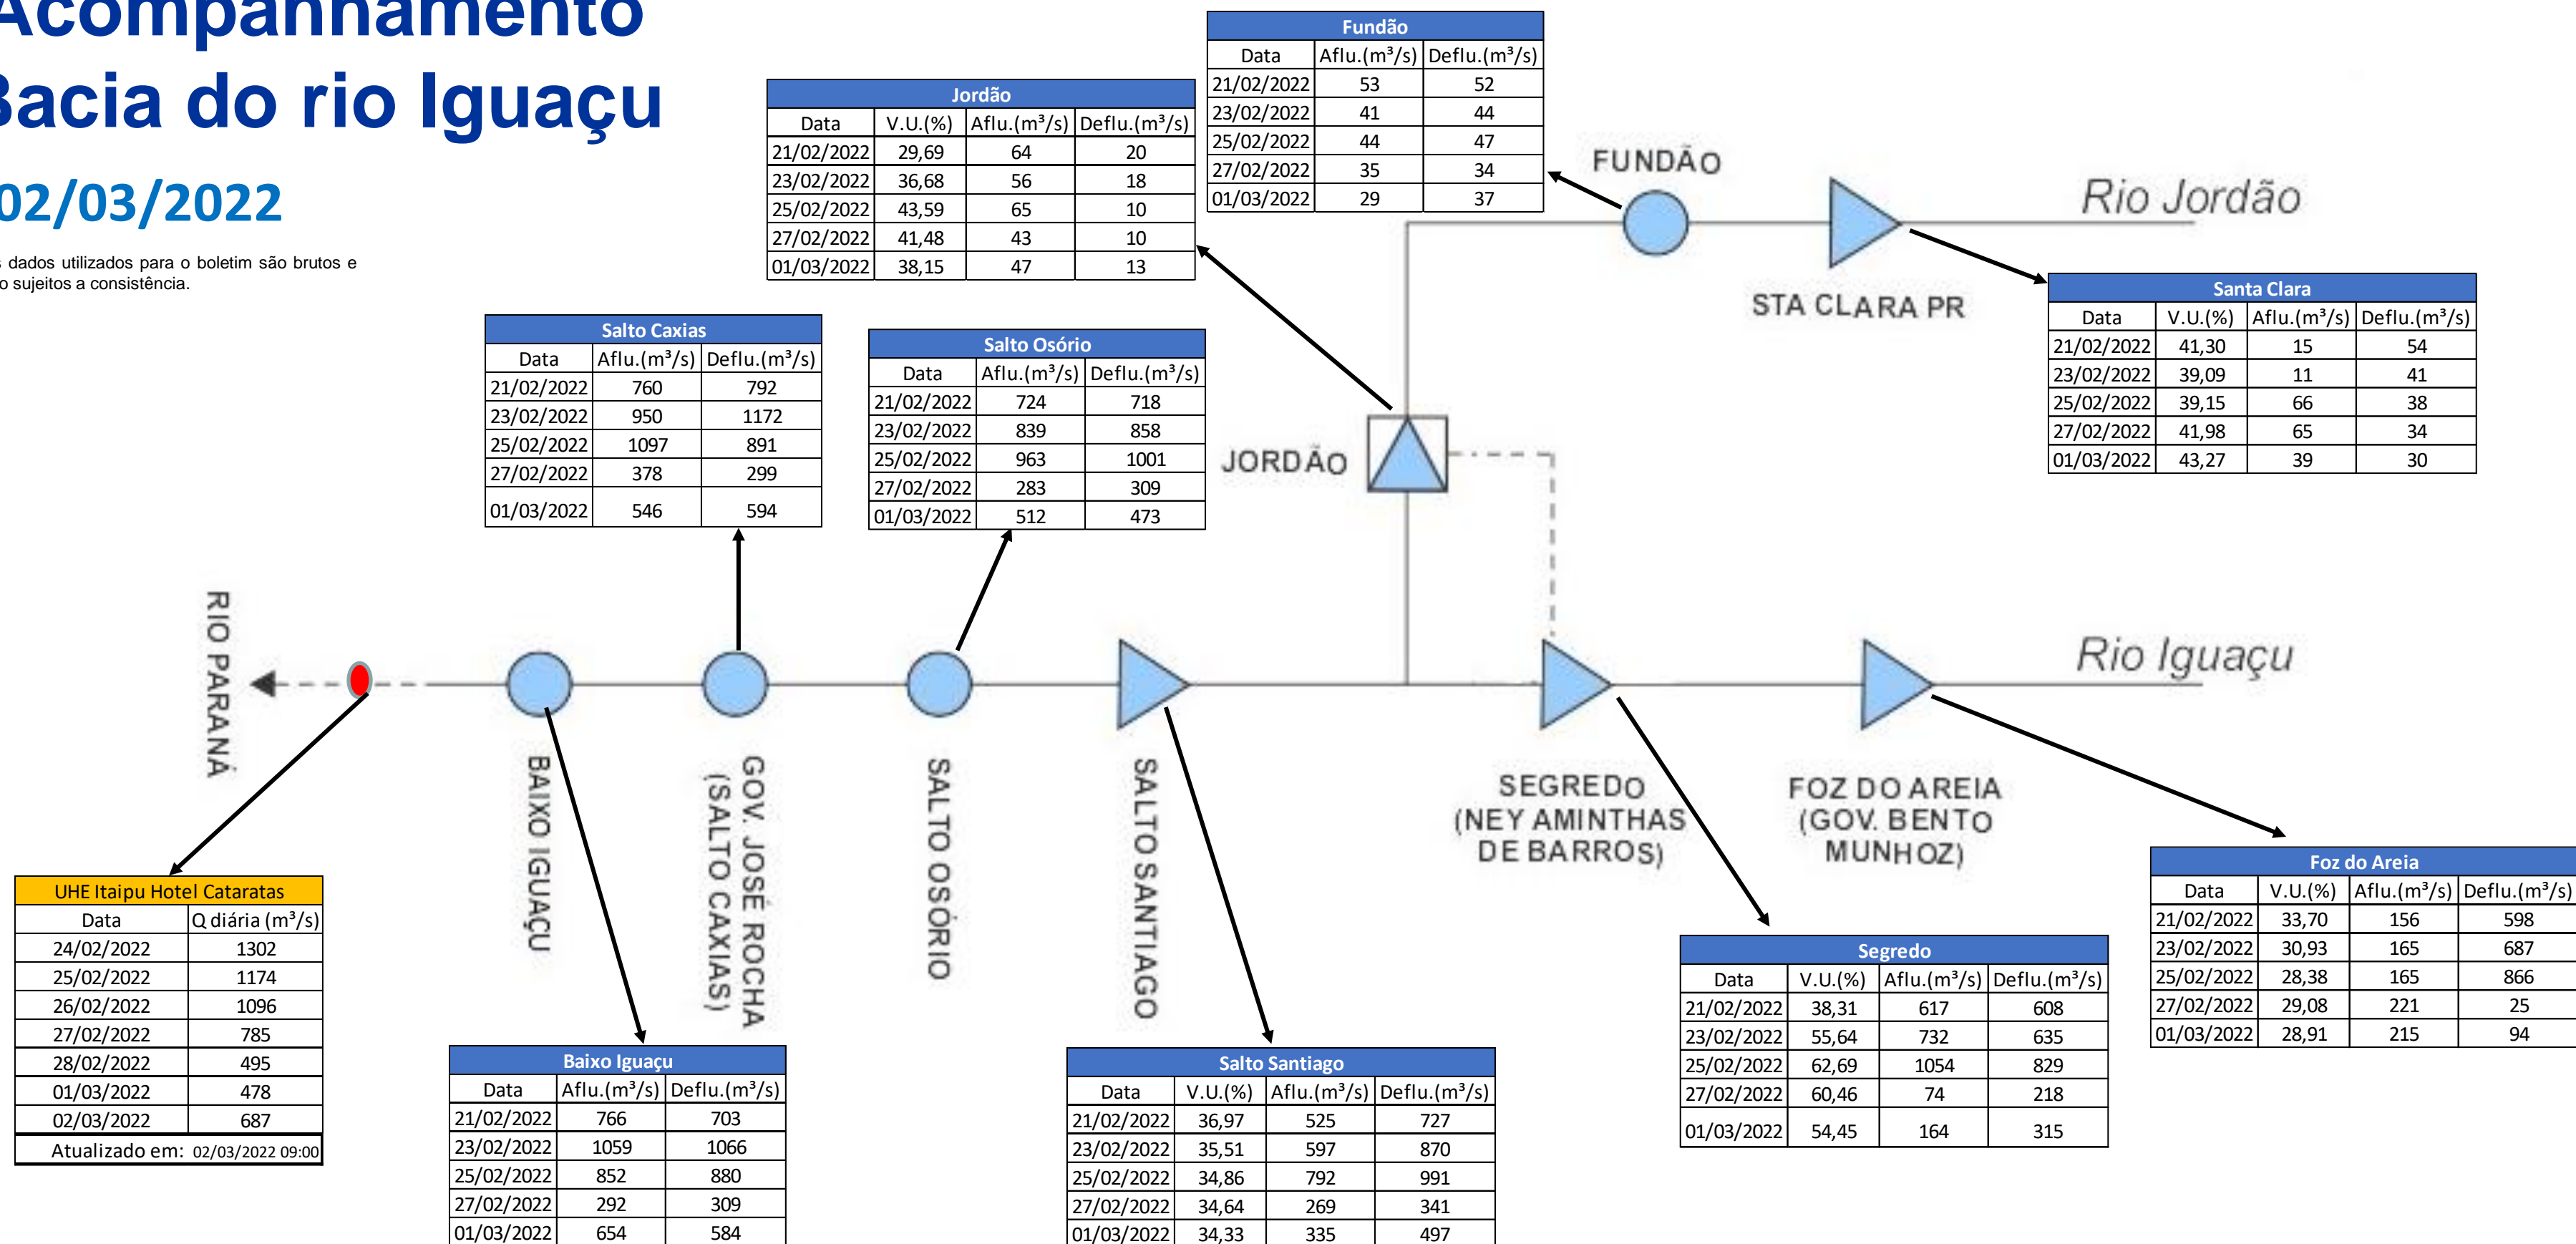 Acompanhamento
Bacia do rio Iguaçu
02/03/2022
s dados utilizados para o boletim são brutos e
o sujeitos a consistência.
Fundão
Data Aflu.(m³/s) Deflu.(m³/s)
21/02/2022 53 52
23/02/2022 41 44
25/02/2022 44 47
27/02/2022 35 34
01/03/2022 29 37
Jordão
Data V.U.(%) Aflu.(m³/s) Deflu.(m³/s)
21/02/2022 29,69 64 20
23/02/2022 36,68 56 18
25/02/2022 43,59 65 10
27/02/2022 41,48 43 10
01/03/2022 38,15 47 13
FUNDÃO
Rio Jordão
STA CLARA PR
Santa Clara
Data V.U.(%) Aflu.(m³/s) Deflu.(m³/s)
21/02/2022 41,30 15 54
23/02/2022 39,09 11 41
25/02/2022 39,15 66 38
27/02/2022 41,98 65 34
01/03/2022 43,27 39 30
Salto Caxias
Data Aflu.(m³/s) Deflu.(m³/s)
21/02/2022 760 792
23/02/2022 950 1172
25/02/2022 1097 891
27/02/2022 378 299
01/03/2022 546 594
Salto Osório
Data Aflu.(m³/s) Deflu.(m³/s)
21/02/2022 724 718
23/02/2022 839 858
25/02/2022 963 1001
27/02/2022 283 309
01/03/2022 512 473
JORDÃO
RIO PARANÁ
Rio Iguaçu
BAIXO IGUAÇU
GOV. JOSÉ ROCHA
(SALTO CAXIAS)
SALTO OSÓRIO
SALTO SANTIAGO
SEGREDO
(NEY AMINTHAS
DE BARROS)
FOZ DO AREIA
(GOV. BENTO
MUNHOZ)
Foz do Areia
Data V.U.(%) Aflu.(m³/s) Deflu.(m³/s)
21/02/2022 33,70 156 598
23/02/2022 30,93 165 687
25/02/2022 28,38 165 866
27/02/2022 29,08 221 25
01/03/2022 28,91 215 94
UHE Itaipu Hotel Cataratas
Data Q diária (m³/s)
24/02/2022 1302
25/02/2022 1174
26/02/2022 1096
27/02/2022 785
28/02/2022 495
01/03/2022 478
02/03/2022 687
Atualizado em: 02/03/2022 09:00
Segredo
Data V.U.(%) Aflu.(m³/s) Deflu.(m³/s)
21/02/2022 38,31 617 608
23/02/2022 55,64 732 635
25/02/2022 62,69 1054 829
27/02/2022 60,46 74 218
01/03/2022 54,45 164 315
Baixo Iguaçu
Data Aflu.(m³/s) Deflu.(m³/s)
21/02/2022 766 703
23/02/2022 1059 1066
25/02/2022 852 880
27/02/2022 292 309
01/03/2022 654 584
Salto Santiago
Data V.U.(%) Aflu.(m³/s) Deflu.(m³/s)
21/02/2022 36,97 525 727
23/02/2022 35,51 597 870
25/02/2022 34,86 792 991
27/02/2022 34,64 269 341
01/03/2022 34,33 335 497